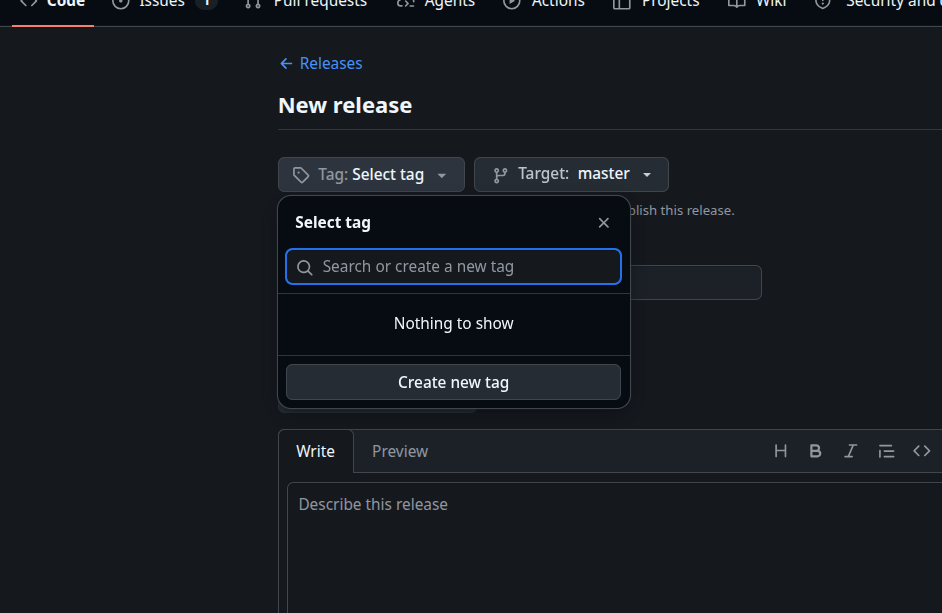 Code Issues 1 Pull requests Agents Actions Projects Wiki Security and
Releases
New release
Tag: Select tag Target: master
Select tag
blish this release.
Search or create a new tag
Nothing to show
Create new tag
Write Preview H B I <>
Describe this release